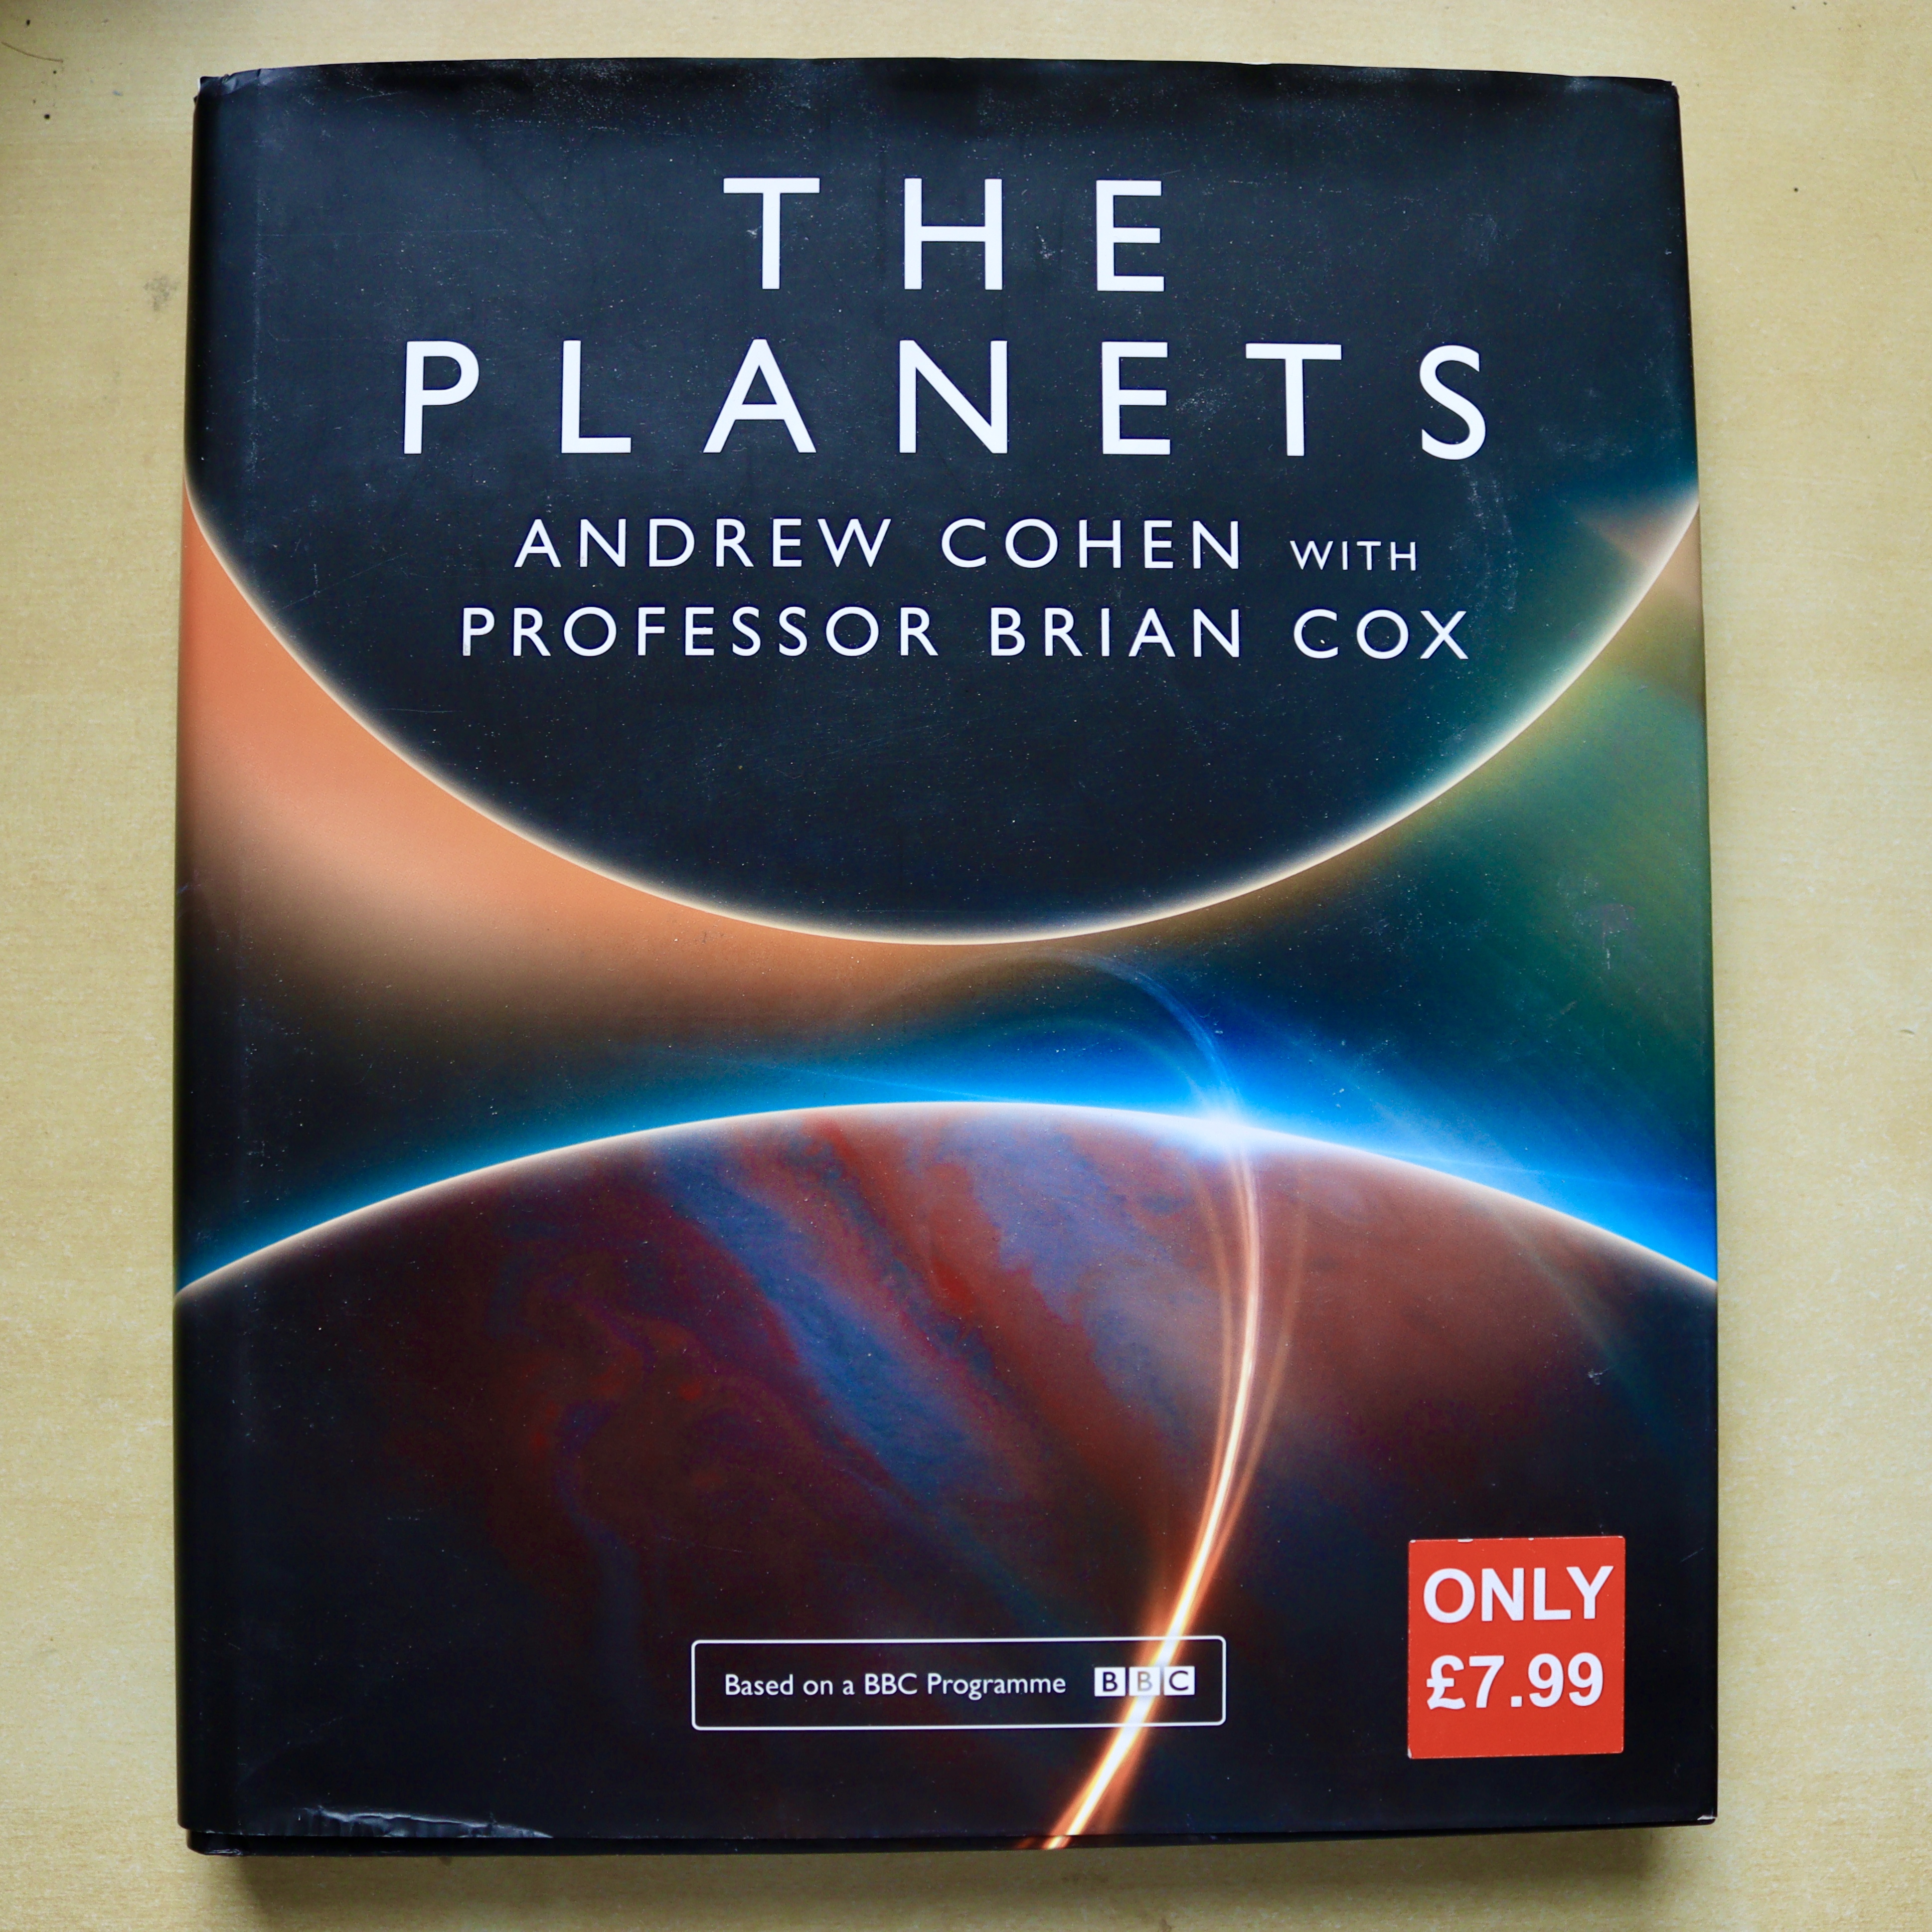 THE
PLANETS
ANDREW COHEN WITH
PROFESSOR BRIAN COX
Based on a BBC Programme BBC
ONLY
£7.99